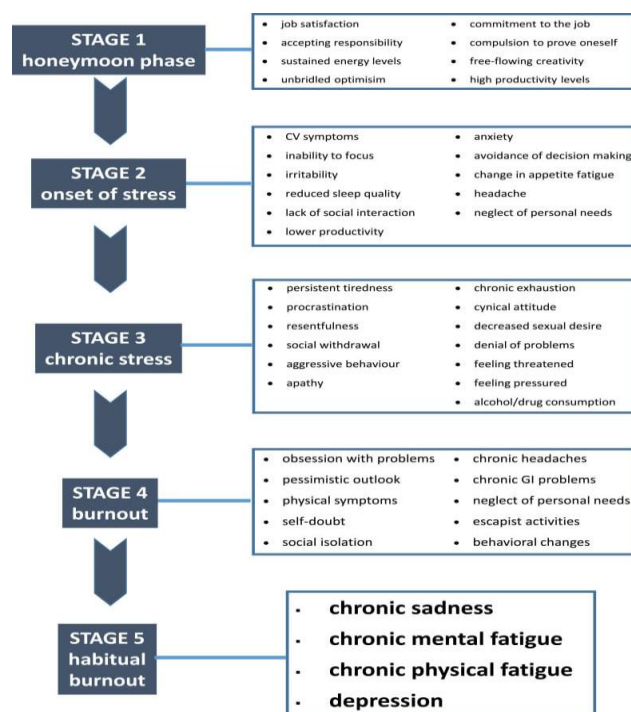 STAGE 1
honeymoon phase
job satisfaction
accepting responsibility
sustained energy levels
unbridled optimisim
commitment to the job
compulsion to prove oneself
free-flowing creativity
high productivity levels
STAGE 2
onset of stress
CV symptoms
inability to focus
irritability
reduced sleep quality
lack of social interaction
lower productivity
anxiety
avoidance of decision making
change in appetite fatigue
headache
neglect of personal needs
STAGE 3
chronic stress
persistent tiredness
procrastination
resentfulness
social withdrawal
aggressive behaviour
apathy
chronic exhaustion
cynical attitude
decreased sexual desire
denial of problems
feeling threatened
feeling pressured
alcohol/drug consumption
STAGE 4
burnout
obsession with problems
pessimistic outlook
physical symptoms
self-doubt
social isolation
chronic headaches
chronic GI problems
neglect of personal needs
escapist activities
behavioral changes
STAGE 5
habitual
burnout
chronic sadness
chronic mental fatigue
chronic physical fatigue
depression